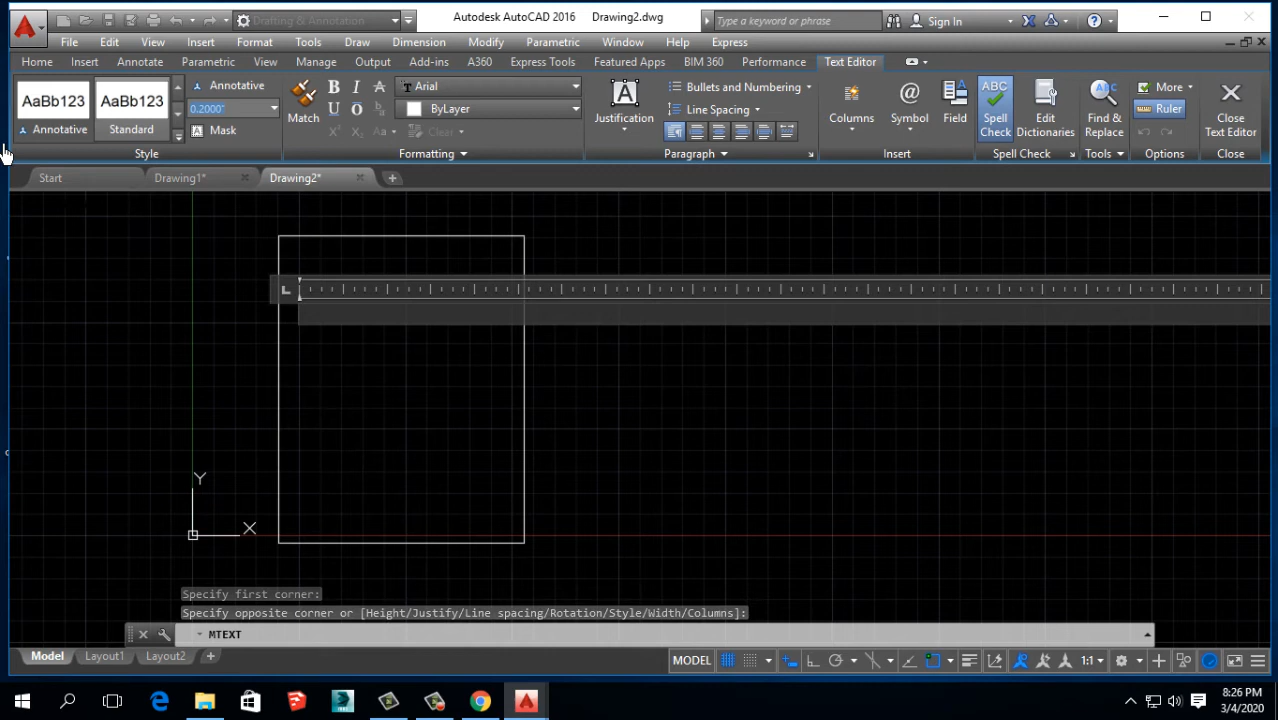 Drafting & Annotation
Autodesk AutoCAD 2016 Drawing2.dwg
Type a keyword or phrase
Sign In
File Edit View Insert Format Tools Draw Dimension Modify Parametric Window Help Express
Home Insert Annotate Parametric View Manage Output Add-ins A360 Express Tools Featured Apps BIM 360 Performance Text Editor
AaBb123
Annotative
AaBb123
Standard
Annotative
0.2000"
Mask
Style
Match
B I A
U O
Aa
Clear
Arial
ByLayer
Formatting
A
Justification
Bullets and Numbering
Line Spacing
Paragraph
Columns
@
Symbol
Field
Insert
ABC
Spell
Check
Edit
Dictionaries
Spell Check
Find &
Replace
Tools
More
Ruler
Options
Close
Text Editor
Close
Start Drawing1* Drawing2*
Y
X
Specify first corner:
Specify opposite corner or [Height/Justify/Line spacing/Rotation/Style/Width/Columns]:
MTEXT
Model Layout1 Layout2
MODEL
1:1
8:26 PM
3/4/2020